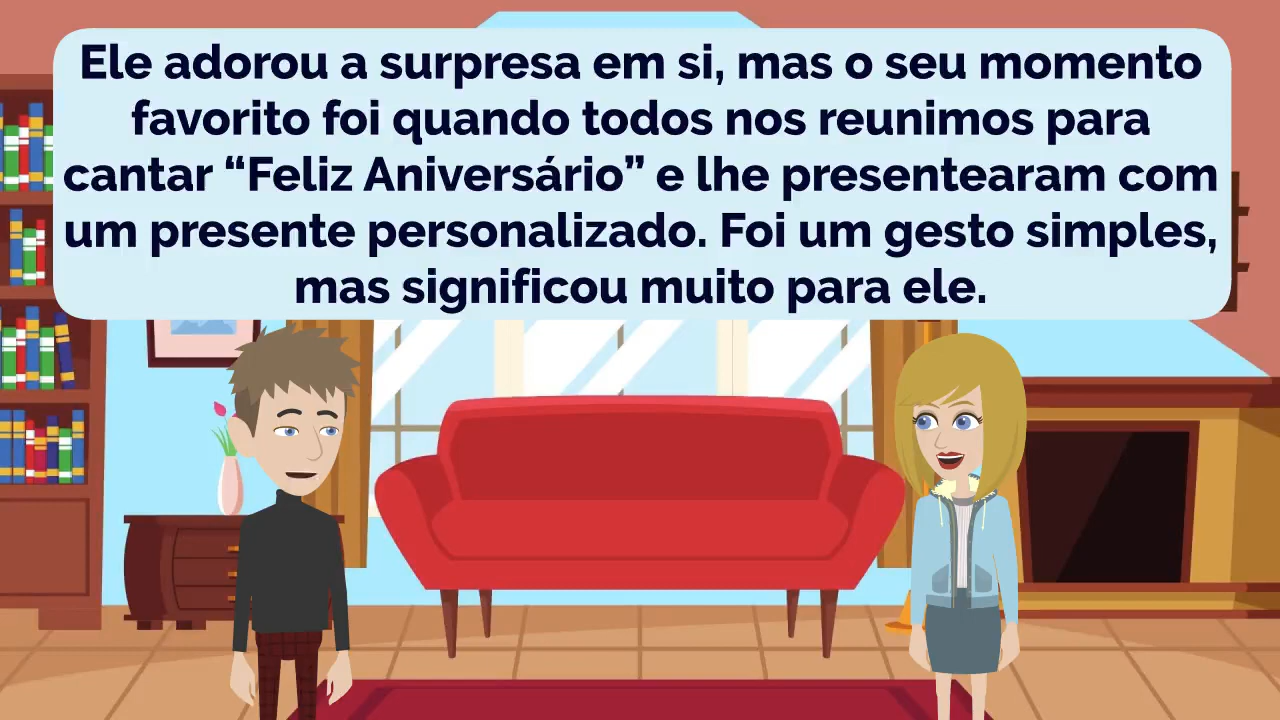 Ele adorou a surpresa em si, mas o seu momento
favorito foi quando todos nos reunimos para
cantar “Feliz Aniversário” e lhe presentearam com
um presente personalizado. Foi um gesto simples,
mas significou muito para ele.